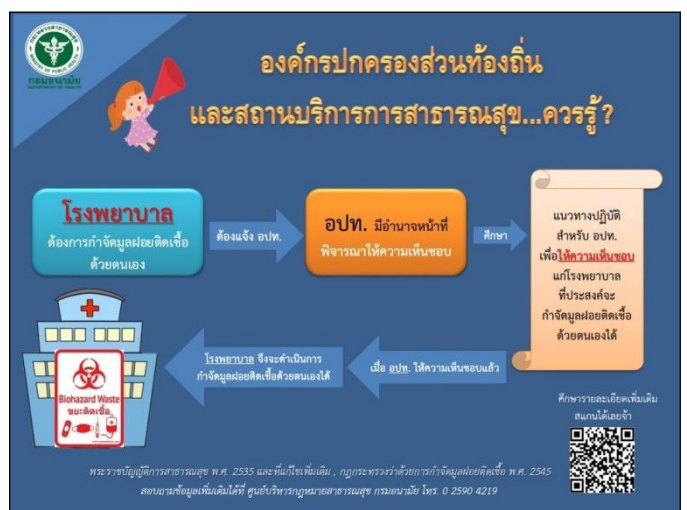 กระทรวงสาธารณสุข
MINISTRY OF PUBLIC HEALTH
กรมอนามัย
DEPARTMENT OF HEALTH
องค์กรปกครองส่วนท้องถิ่น
และสถานบริการการสาธารณสุข...ควรรู้?
โรงพยาบาล
ต้องการกำจัดมูลฝอยติดเชื้อ
ด้วยตนเอง
ต้องแจ้ง อปท.
อปท. มีอำนาจหน้าที่
พิจารณาให้ความเห็นชอบ
ศึกษา
แนวทางปฏิบัติ
สำหรับ อปท.
เพื่อให้ความเห็นชอบ
แก่โรงพยาบาล
ที่ประสงค์จะ
กำจัดมูลฝอยติดเชื้อ
ด้วยตนเองได้
เมื่อ อปท. ให้ความเห็นชอบแล้ว
โรงพยาบาล จึงจะดำเนินการ
กำจัดมูลฝอยติดเชื้อด้วยตนเองได้
Biohazard Waste
ขยะติดเชื้อ
ศึกษารายละเอียดเพิ่มเติม
สแกนได้เลยจ้า
พระราชบัญญัติการสาธารณสุข พ.ศ. 2535 และที่แก้ไขเพิ่มเติม , กฎกระทรวงว่าด้วยการกำจัดมูลฝอยติดเชื้อ พ.ศ. 2545
สอบถามข้อมูลเพิ่มเติมได้ที่ ศูนย์บริหารกฎหมายสาธารณสุข กรมอนามัย โทร. 0 2590 4219